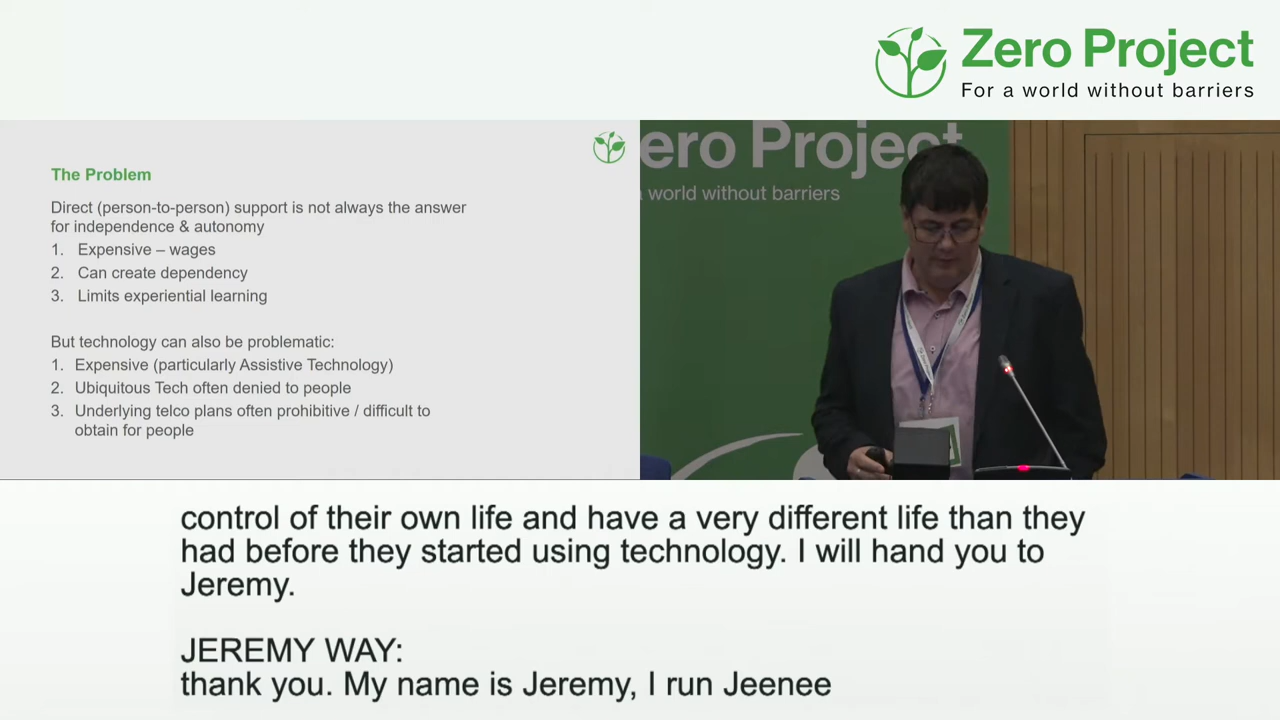 Zero Project
For a world without barriers
The Problem
Direct (person-to-person) support is not always the answer
for independence & autonomy
1. Expensive – wages
2. Can create dependency
3. Limits experiential learning
But technology can also be problematic:
1. Expensive (particularly Assistive Technology)
2. Ubiquitous Tech often denied to people
3. Underlying telco plans often prohibitive / difficult to
obtain for people
ero Project
world without barriers
control of their own life and have a very different life than they
had before they started using technology. I will hand you to
Jeremy.
JEREMY WAY:
thank you. My name is Jeremy, I run Jeenee